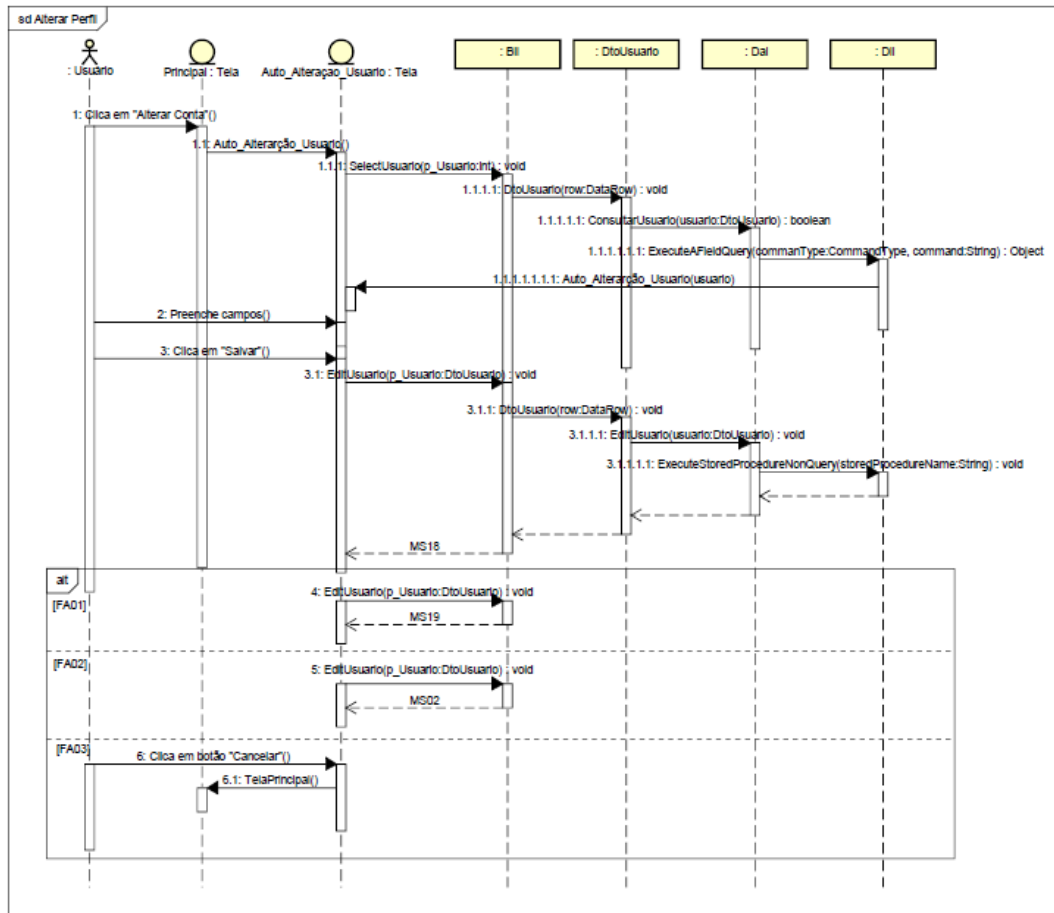 sd Alterar Perfil
: Usuário
Principal : Tela
Auto_Alteraçao_Usuario : Tela
: Bll
: DtoUsuario
: Dal
: Dll
1: Clica em "Alterar Conta"()
1.1: Auto_Alterarção_Usuario()
1.1.1: SelectUsuario(p_Usuario:Int) : void
1.1.1.1: DtoUsuario(row:DataRow) : void
1.1.1.1.1: ConsultarUsuario(usuario:DtoUsuario) : boolean
1.1.1.1.1.1: ExecuteAFieldQuery(commanType:CommandType, command:String) : Object
1.1.1.1.1.1.1: Auto_Alterarção_Usuario(usuario)
2: Preenche campos()
3: Clica em "Salvar"()
3.1: EditUsuario(p_Usuario:DtoUsuario) : void
3.1.1: DtoUsuario(row:DataRow) : void
3.1.1.1: EditUsuario(usuario:DtoUsuario) : void
3.1.1.1.1: ExecuteStoredProcedureNonQuery(storedProcedureName:String) : void
MS18
alt
[FA01]
4: EditUsuario(p_Usuario:DtoUsuario) : void
MS19
[FA02]
5: EditUsuario(p_Usuario:DtoUsuario) : void
MS02
[FA03]
6: Clica em botão "Cancelar"()
6.1: TelaPrincipal()